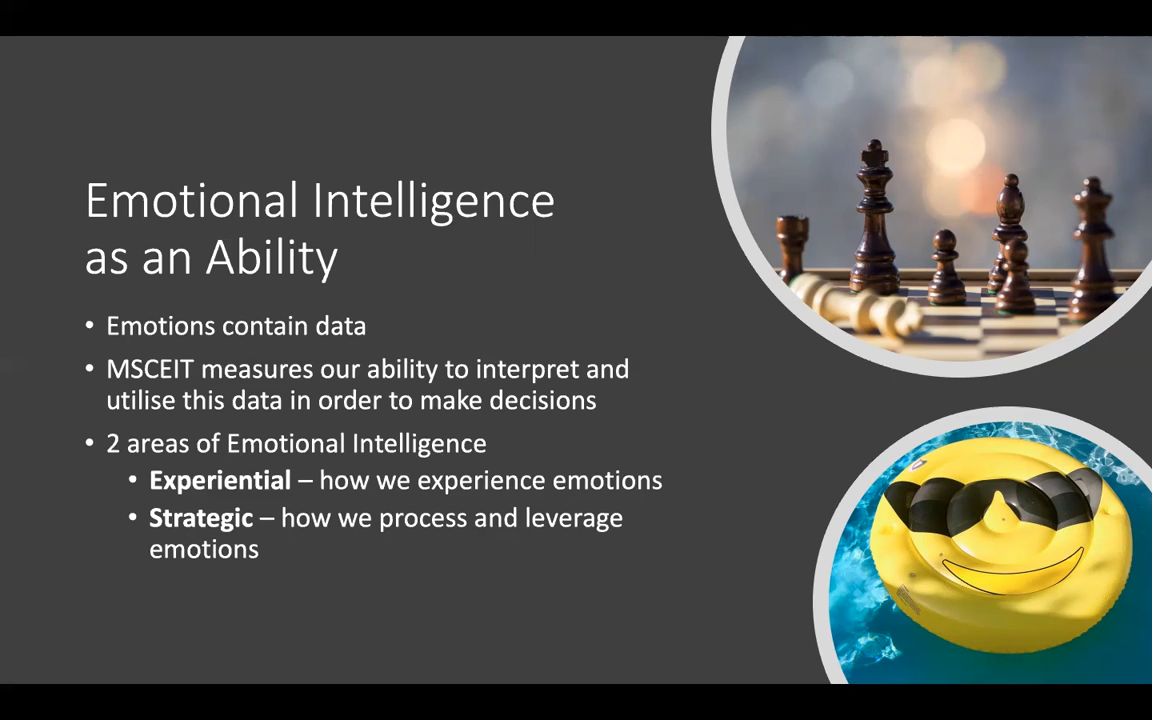 Emotional Intelligence
as an Ability
• Emotions contain data
• MSCEIT measures our ability to interpret and
utilise this data in order to make decisions
• 2 areas of Emotional Intelligence
• Experiential – how we experience emotions
• Strategic – how we process and leverage
emotions